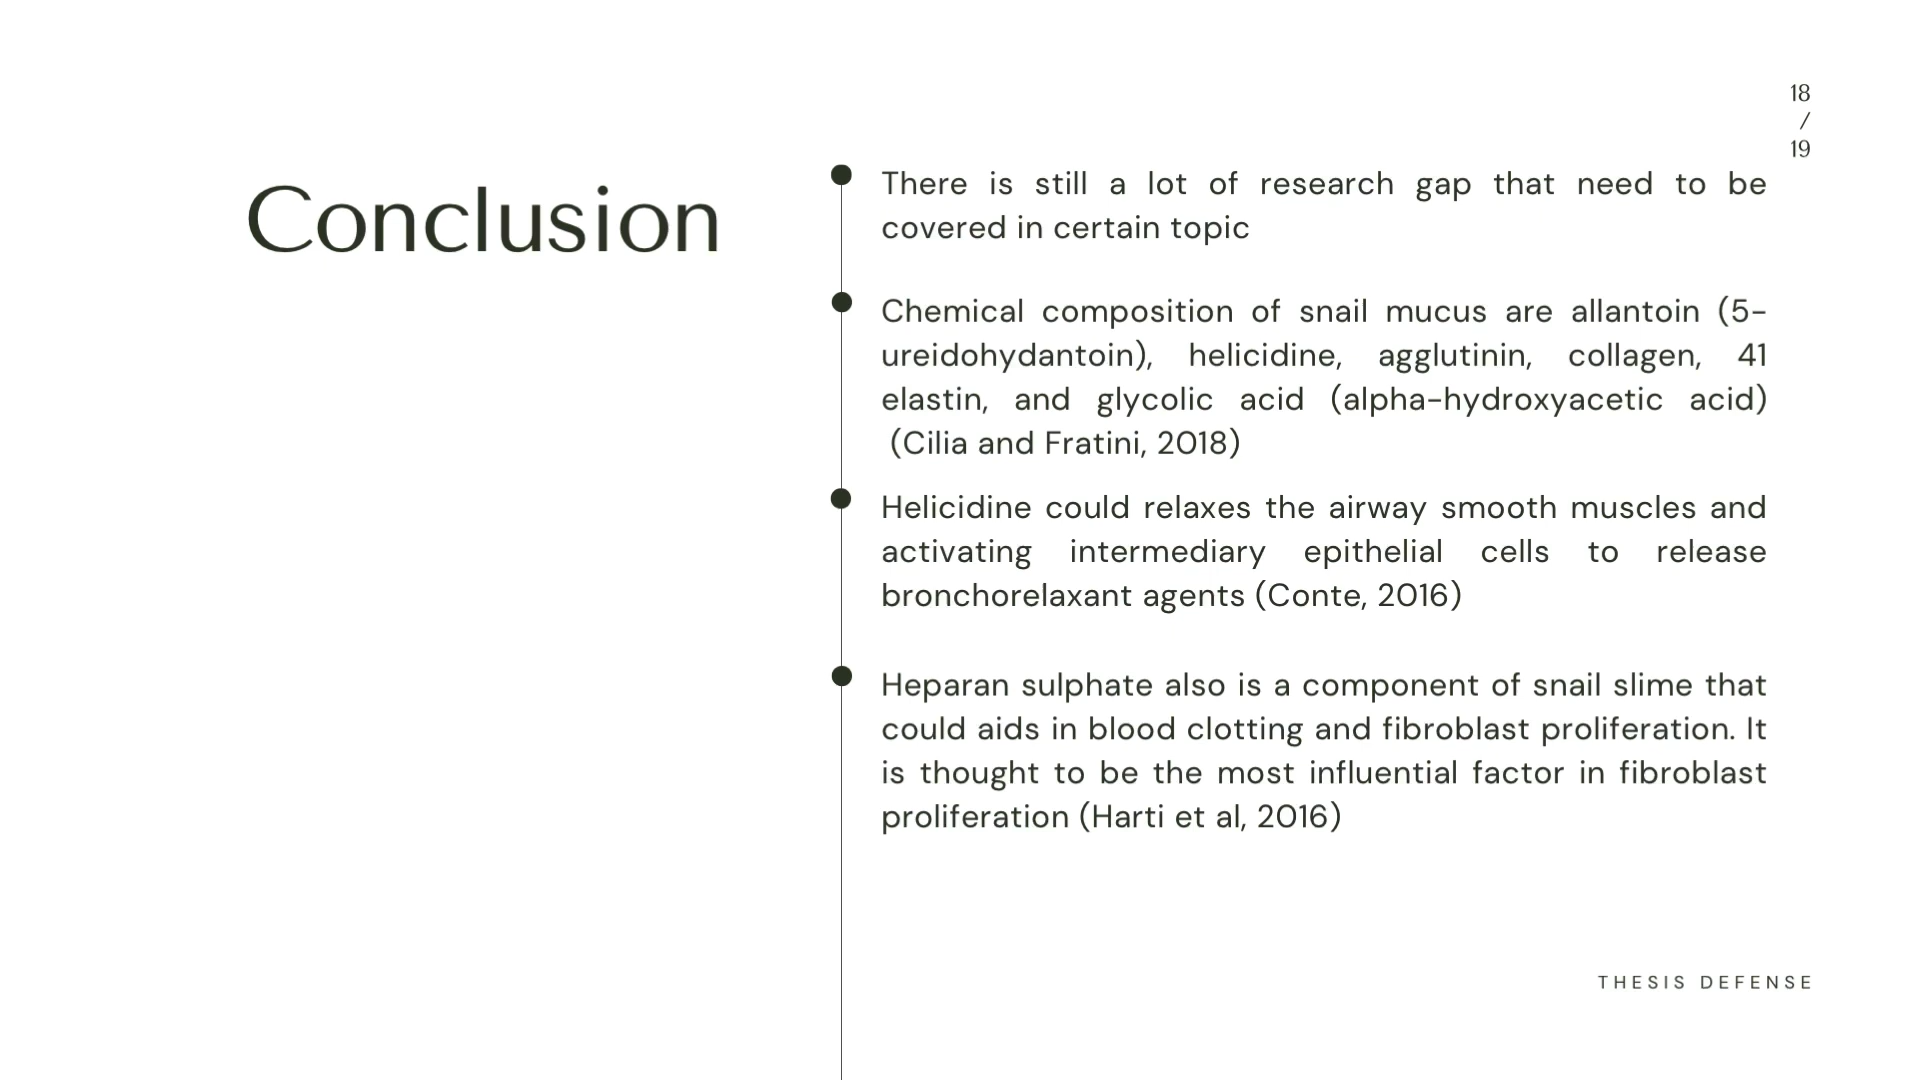 18
/
19
Conclusion
There is still a lot of research gap that need to be
covered in certain topic
Chemical composition of snail mucus are allantoin (5-
ureidohydantoin), helicidine, agglutinin, collagen, 41
elastin, and glycolic acid (alpha-hydroxyacetic acid)
(Cilia and Fratini, 2018)
Helicidine could relaxes the airway smooth muscles and
activating intermediary epithelial cells to release
bronchorelaxant agents (Conte, 2016)
Heparan sulphate also is a component of snail slime that
could aids in blood clotting and fibroblast proliferation. It
is thought to be the most influential factor in fibroblast
proliferation (Harti et al, 2016)
THESIS DEFENSE